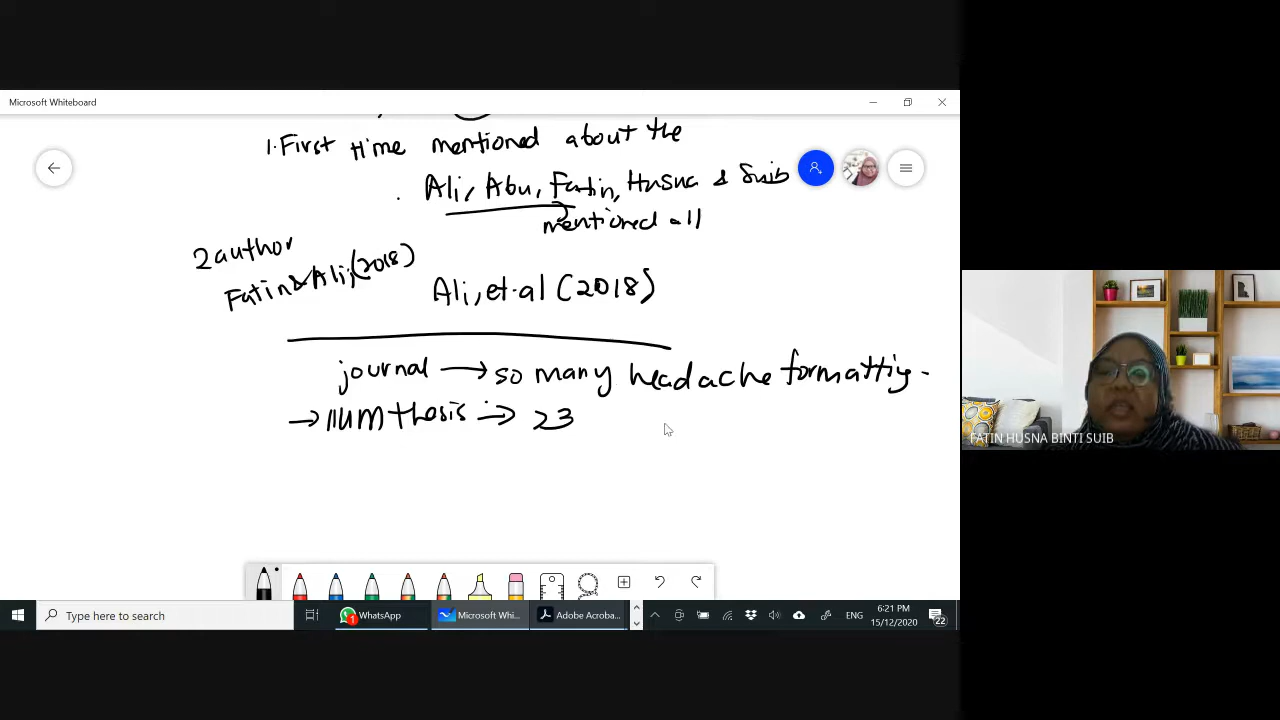 Microsoft Whiteboard
1. First time mentioned about the
Ali, Abu, Fatin, Husna & Suib
mentioned all
2 author
Fatin & Ali, (2018)
Ali, et.al (2018)
journal → so many headache formatting -
→ thesis → 23
FATIN HUSNA BINTI SUIB
Type here to search
WhatsApp
1
Microsoft Whi...
Adobe Acroba...
ENG
6:21 PM
15/12/2020
22